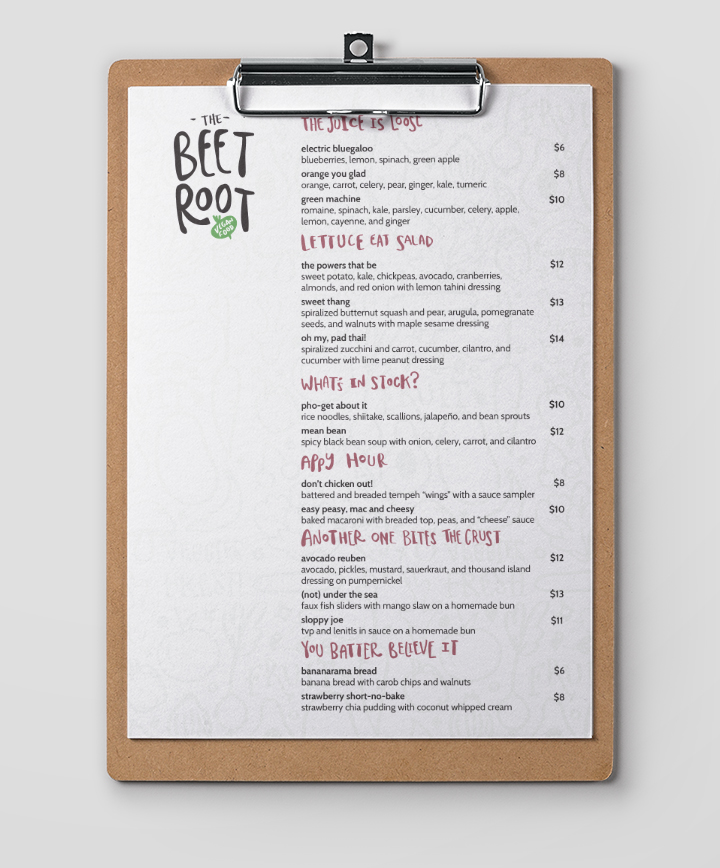 - THE -
BEET
ROOT
VEGAN
FOOD
THE JUICE IS LOOSE
electric bluegaloo $6
blueberries, lemon, spinach, green apple
orange you glad $8
orange, carrot, celery, pear, ginger, kale, tumeric
green machine $10
romaine, spinach, kale, parsley, cucumber, celery, apple,
lemon, cayenne, and ginger
LETTUCE EAT SALAD
the powers that be $12
sweet potato, kale, chickpeas, avocado, cranberries,
almonds, and red onion with lemon tahini dressing
sweet thang $13
spiralized butternut squash and pear, arugula, pomegranate
seeds, and walnuts with maple sesame dressing
oh my, pad thai! $14
spiralized zucchini and carrot, cucumber, cilantro, and
cucumber with lime peanut dressing
WHAT'S IN STOCK?
pho-get about it $10
rice noodles, shiitake, scallions, jalapeño, and bean sprouts
mean bean $12
spicy black bean soup with onion, celery, carrot, and cilantro
APPY HOUR
don't chicken out! $8
battered and breaded tempeh “wings” with a sauce sampler
easy peasy, mac and cheesy $10
baked macaroni with breaded top, peas, and “cheese” sauce
ANOTHER ONE BITES THE CRUST
avocado reuben $12
avocado, pickles, mustard, sauerkraut, and thousand island
dressing on pumpernickel
(not) under the sea $13
faux fish sliders with mango slaw on a homemade bun
sloppy joe $11
tvp and lenitls in sauce on a homemade bun
YOU BATTER BELIEVE IT
bananarama bread $6
banana bread with carob chips and walnuts
strawberry short-no-bake $8
strawberry chia pudding with coconut whipped cream